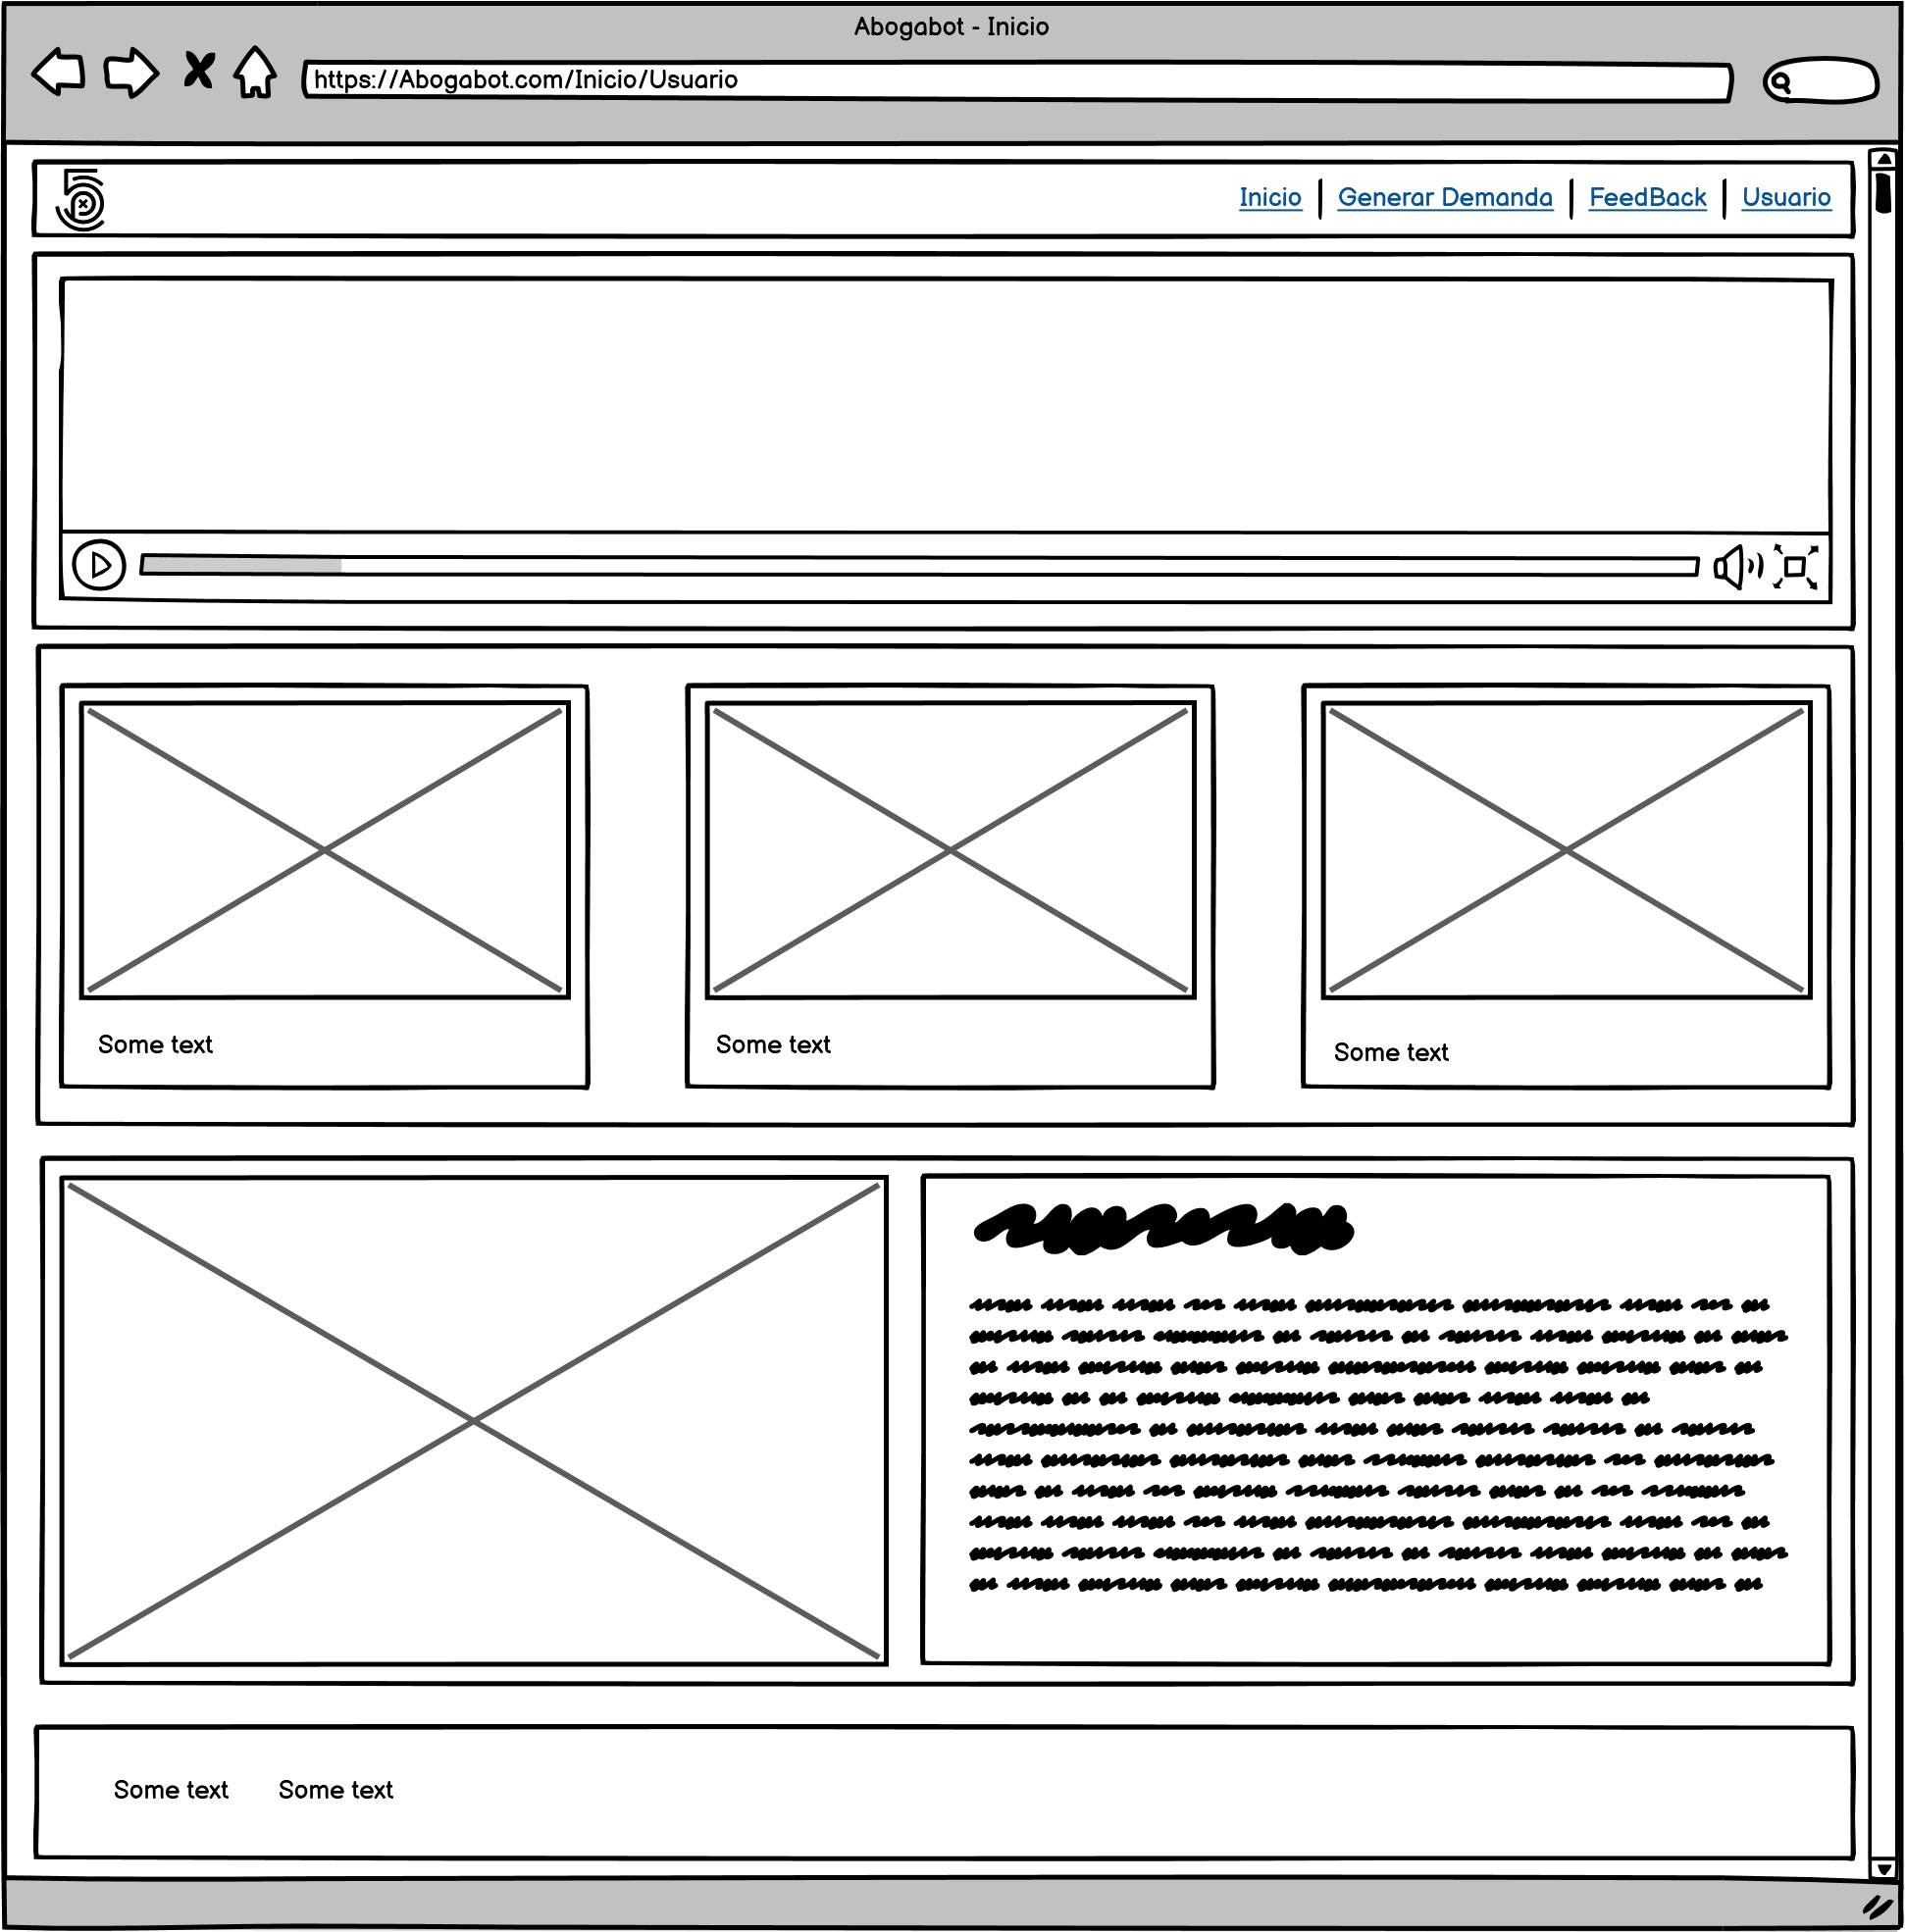 Abogabot - Inicio
https://Abogabot.com/Inicio/Usuario
Inicio | Generar Demanda | FeedBack | Usuario
Some text
Some text
Some text
Some text Some text